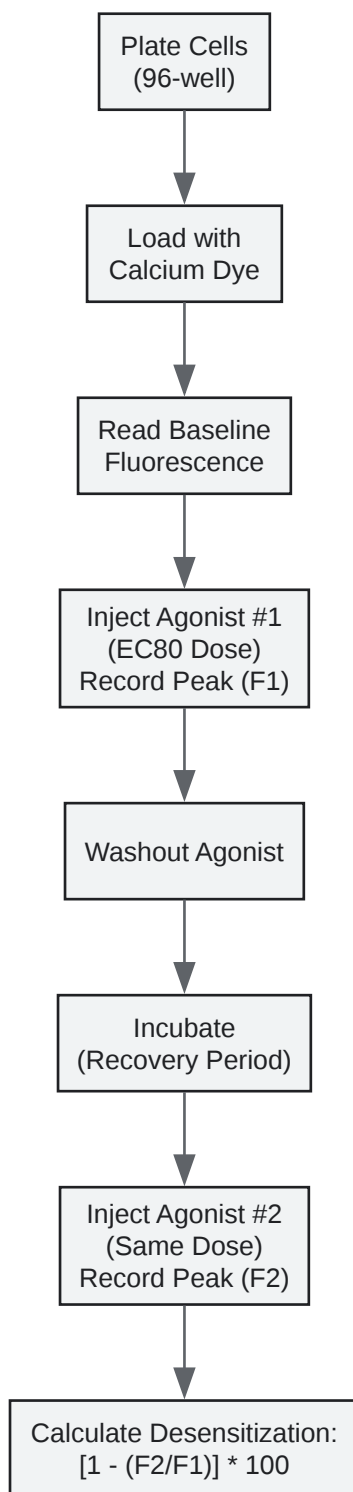 Plate Cells
(96-well)
Load with
Calcium Dye
Read Baseline
Fluorescence
Inject Agonist #1
(EC80 Dose)
Record Peak (F1)
Washout Agonist
Incubate
(Recovery Period)
Inject Agonist #2
(Same Dose)
Record Peak (F2)
Calculate Desensitization:
[1 - (F2/F1)] * 100